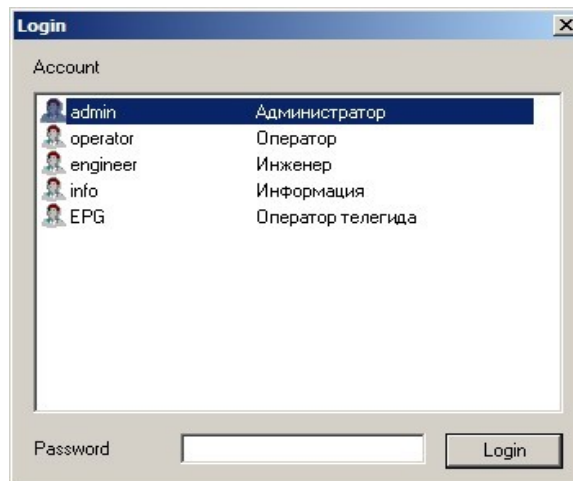 Login
Account
admin Администратор
operator Оператор
engineer Инженер
info Информация
EPG Оператор телегида
Password Login